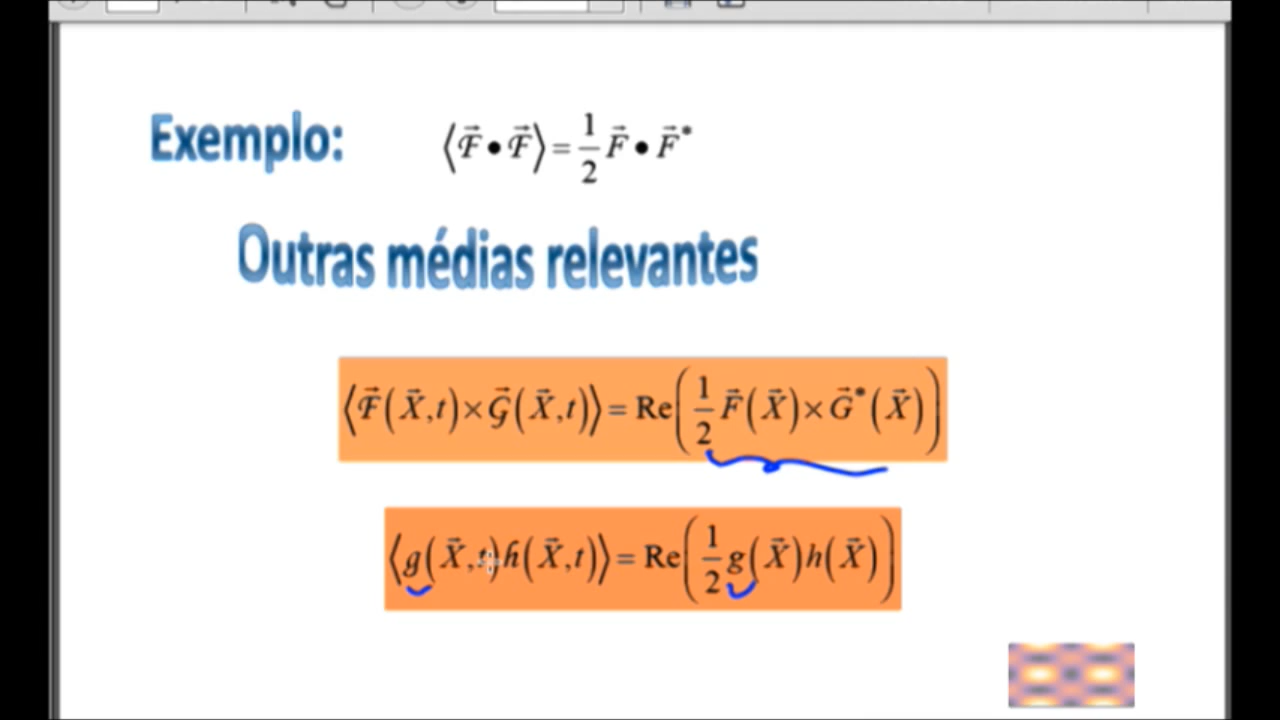 Exemplo: ⟨𝓕⃗ • 𝓕⃗⟩ = 1/2 F⃗ • F⃗*
Outras médias relevantes
⟨𝓕⃗(X⃗,t)×𝓖⃗(X⃗,t)⟩ = Re(1/2 F⃗(X⃗)×G⃗*(X⃗))
⟨g(X⃗,t)h(X⃗,t)⟩ = Re(1/2 g(X⃗)h(X⃗))